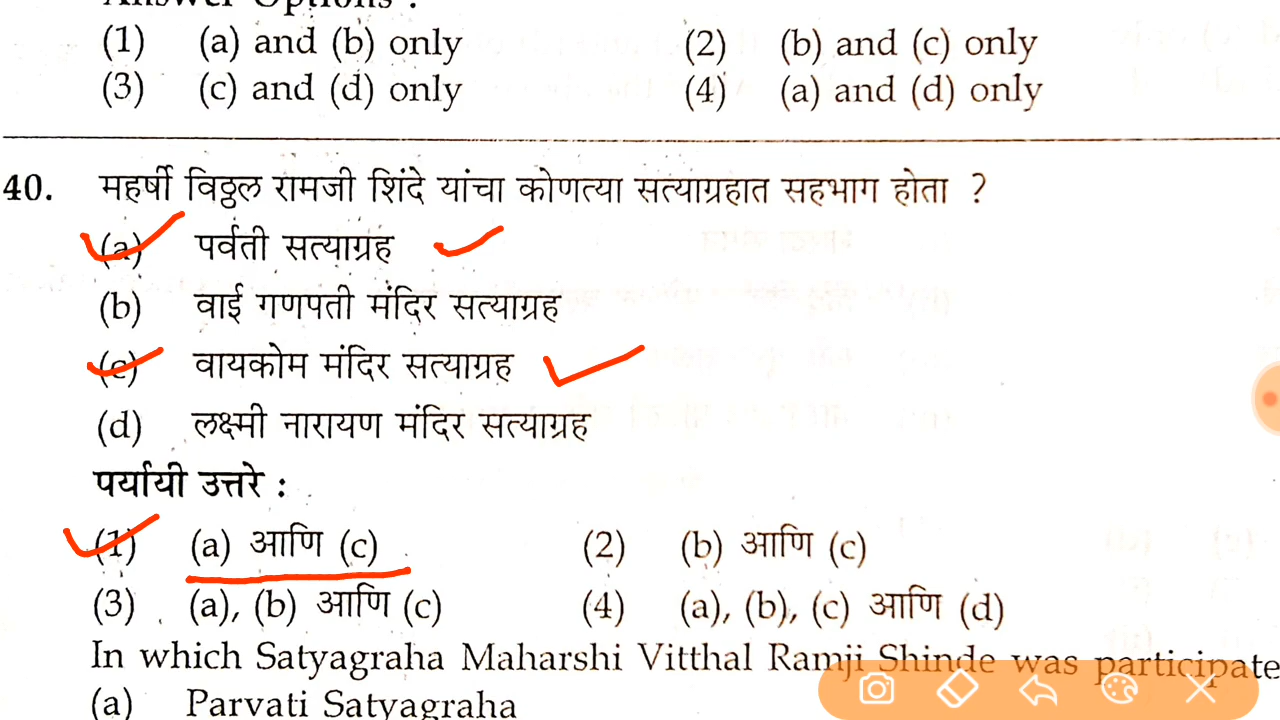 Answer Options :
(1) (a) and (b) only (2) (b) and (c) only
(3) (c) and (d) only (4) (a) and (d) only
40. महर्षी विठ्ठल रामजी शिंदे यांचा कोणत्या सत्याग्रहात सहभाग होता ?
(a) पर्वती सत्याग्रह
(b) वाई गणपती मंदिर सत्याग्रह
(c) वायकोम मंदिर सत्याग्रह
(d) लक्ष्मी नारायण मंदिर सत्याग्रह
पर्यायी उत्तरे :
(1) (a) आणि (c) (2) (b) आणि (c)
(3) (a), (b) आणि (c) (4) (a), (b), (c) आणि (d)
In which Satyagraha Maharshi Vitthal Ramji Shinde was participate
(a) Parvati Satyagraha